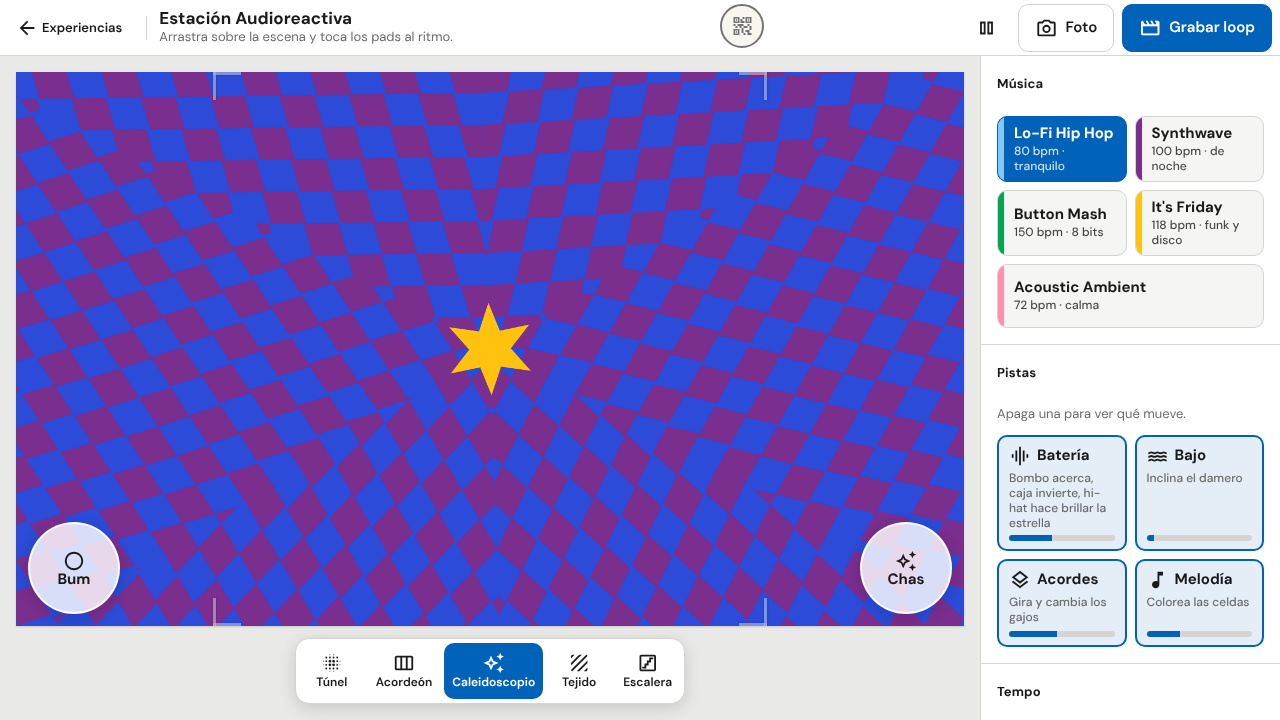 Experiencias
Estación Audioreactiva
Arrastra sobre la escena y toca los pads al ritmo.
Foto
Grabar loop
Música
Lo-Fi Hip Hop
80 bpm ·
tranquilo
Synthwave
100 bpm · de
noche
Button Mash
150 bpm · 8 bits
It's Friday
118 bpm · funk y
disco
Acoustic Ambient
72 bpm · calma
Pistas
Apaga una para ver qué mueve.
Batería
Bombo acerca,
caja invierte, hi-
hat hace brillar la
estrella
Bajo
Inclina el damero
Acordes
Gira y cambia los
gajos
Melodía
Colorea las celdas
Tempo
Bum
Chas
Túnel
Acordeón
Caleidoscopio
Tejido
Escalera